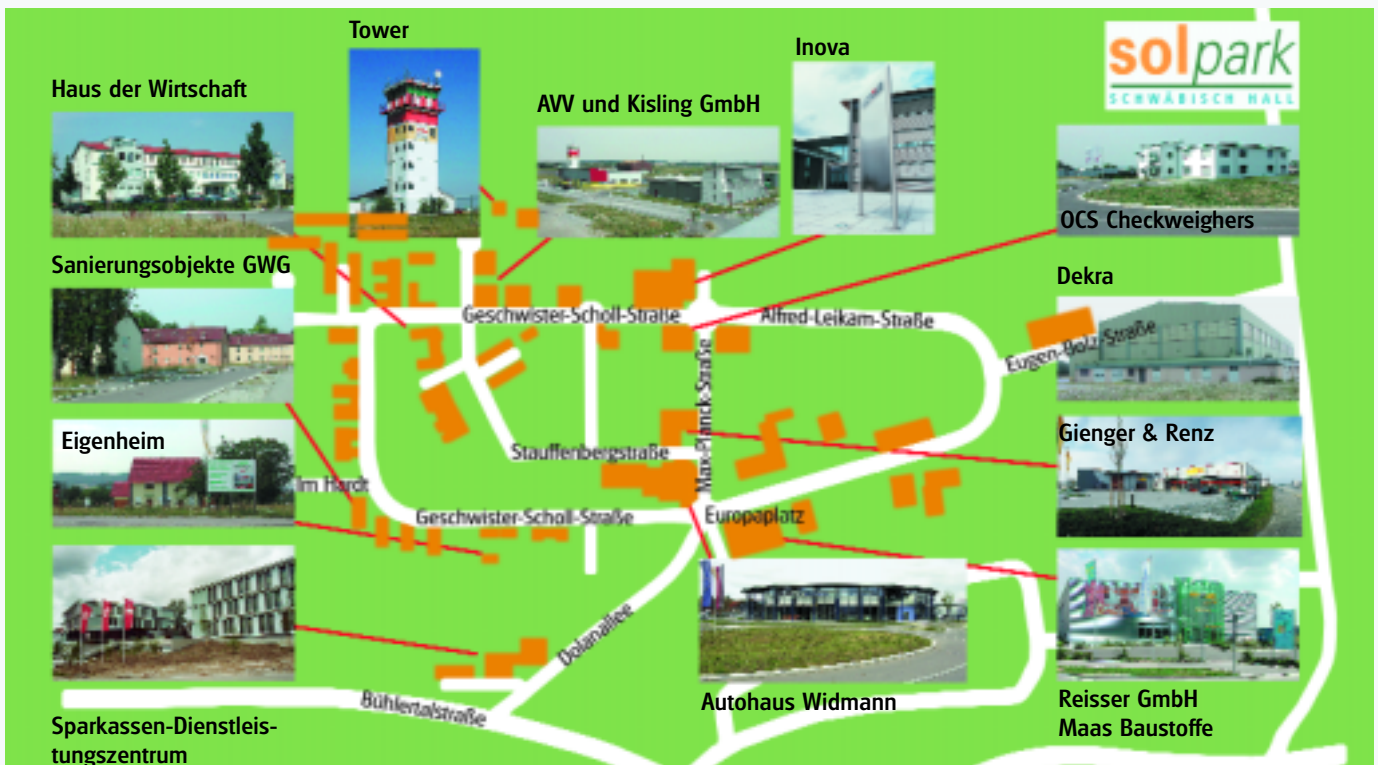 Tower
Inova
solpark
SCHWÄBISCH HALL
Haus der Wirtschaft
AVV und Kisling GmbH
OCS Checkweighers
Sanierungsobjekte GWG
Dekra
Geschwister-Scholl-Straße
Alfred-Leikam-Straße
Eugen-Bolz-Straße
Max-Planck-Straße
Eigenheim
Gienger & Renz
Stauffenbergstraße
Im Hardt
Geschwister-Scholl-Straße
Europaplatz
Dolanallee
Bühlertalstraße
Autohaus Widmann
Reisser GmbH
Maas Baustoffe
Sparkassen-Dienstleis-
tungszentrum